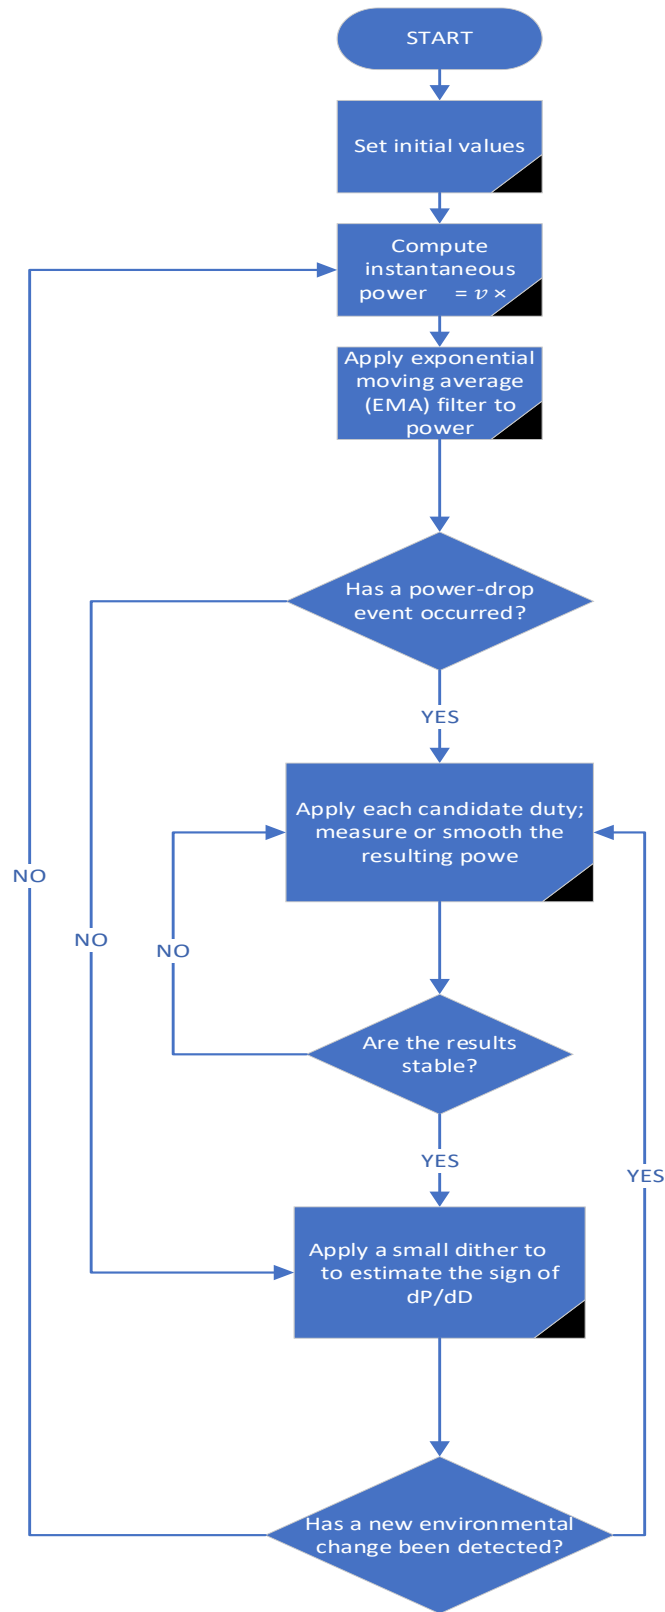 START
Set initial values
Compute
instantaneous
power = 𝑣 ×
Apply exponential
moving average
(EMA) filter to
power
Has a power-drop
event occurred?
YES
Apply each candidate duty;
measure or smooth the
resulting powe
NO
NO
NO
Are the results
stable?
YES
YES
Apply a small dither to
to estimate the sign of
dP/dD
Has a new environmental
change been detected?